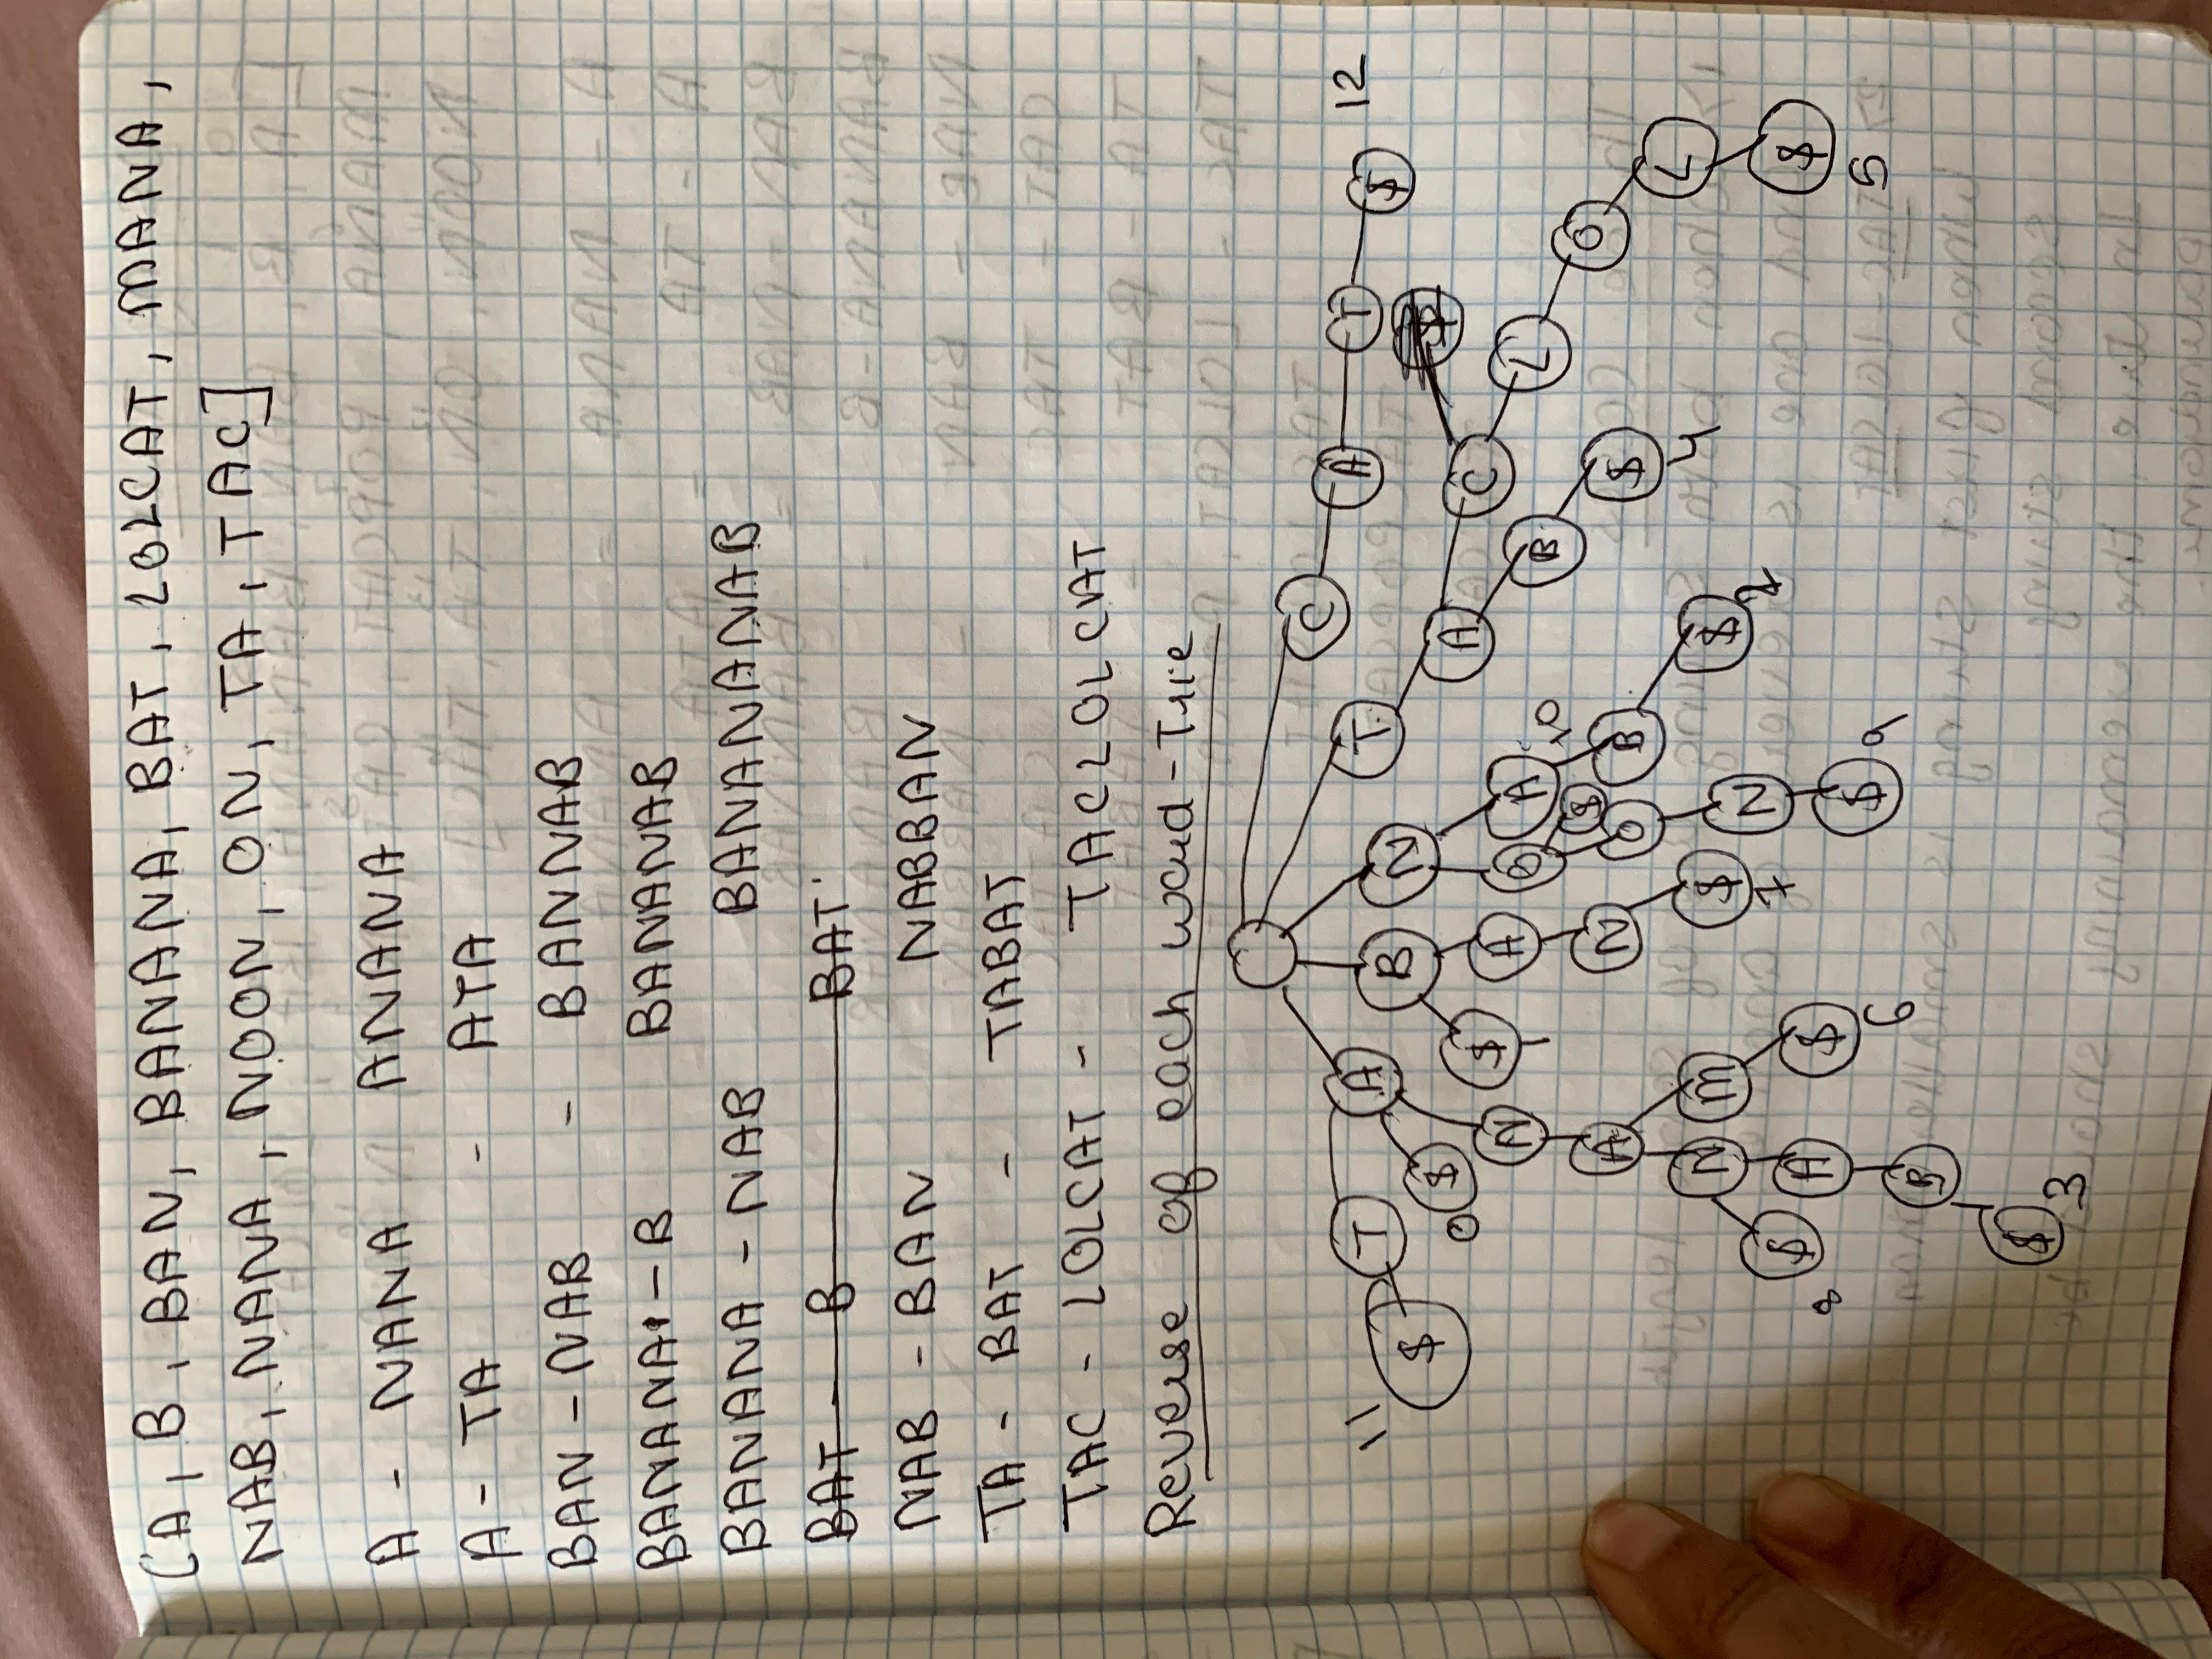 [A, B, BAN, BANANA, BAT, LOLCAT, MANA,
NAB, NANA, NOON, ON, TA, TAC]
A - NANA ANANA
A - TA - ATA
BAN - NAB - BANNAB
BANANA - B BANANAB
BANANA - NAB BANANANAB
BAT - B BAT
NAB - BAN NABBAN
TA - BAT - TABAT
TAC - LOLCAT - TACLOLCAT
Reverse of each word - Trie
C A T $ 12
11 $ T A B N T
0 $ $ 1 A C
N A O A 10 B L
A N $ O B $ 4 O
N M $ 7 N $ 2 L
8 $ A $ 6 $ 9 $ 5
B
$ 3